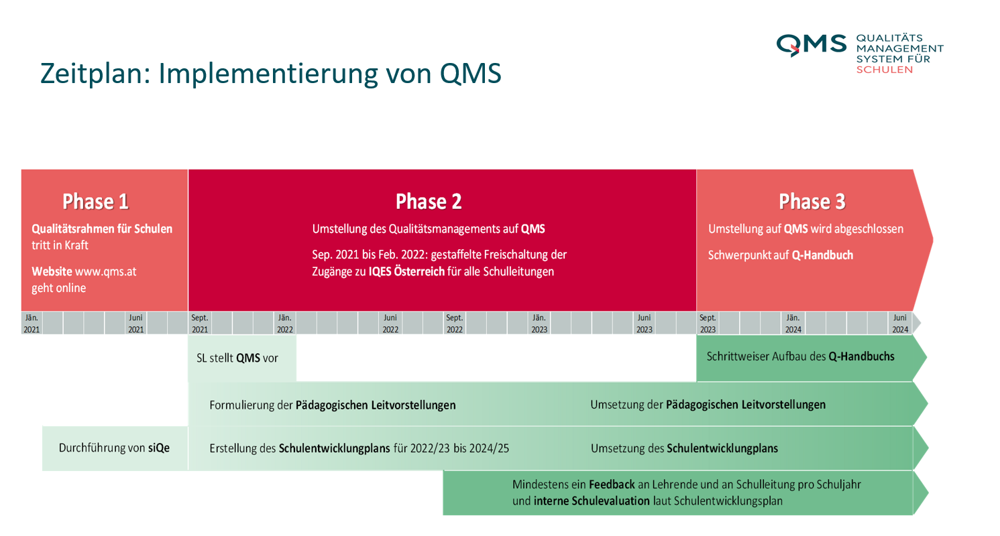 QMS
QUALITÄTS
MANAGEMENT
SYSTEM FÜR
SCHULEN
Zeitplan: Implementierung von QMS
Phase 1
Qualitätsrahmen für Schulen
tritt in Kraft
Website www.qms.at
geht online
Phase 2
Umstellung des Qualitätsmanagements auf QMS
Sep. 2021 bis Feb. 2022: gestaffelte Freischaltung der
Zugänge zu IQES Österreich für alle Schulleitungen
Phase 3
Umstellung auf QMS wird abgeschlossen
Schwerpunkt auf Q-Handbuch
Jän. 2021
Juni 2021
Sept. 2021
Jän. 2022
Juni 2022
Sept. 2022
Jän. 2023
Juni 2023
Sept. 2023
Jän. 2024
Juni 2024
SL stellt QMS vor
Schrittweiser Aufbau des Q-Handbuchs
Formulierung der Pädagogischen Leitvorstellungen
Umsetzung der Pädagogischen Leitvorstellungen
Durchführung von siQe
Erstellung des Schulentwicklungplans für 2022/23 bis 2024/25
Umsetzung des Schulentwicklungplans
Mindestens ein Feedback an Lehrende und an Schulleitung pro Schuljahr
und interne Schulevaluation laut Schulentwicklungsplan